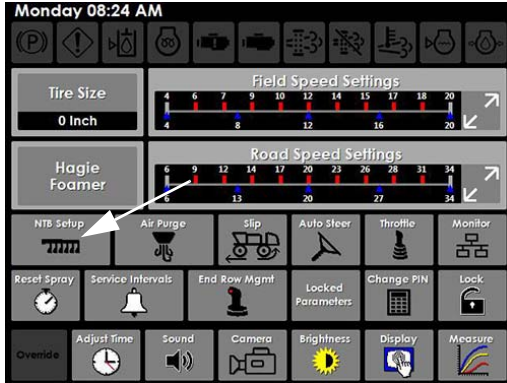 Monday 08:24 AM
(P)
Tire Size
0 Inch
Field Speed Settings
4 6 7 9 10 12 14 15 17 18 20
4 8 12 16 20
Hagie
Foamer
Road Speed Settings
6 9 12 14 17 20 23 26 28 31 34
6 13 20 27 34
NTB Setup
Air Purge
Slip
Auto Steer
Throttle
Monitor
Reset Spray
Service Intervals
End Row Mgmt
Locked
Parameters
Change PIN
Lock
Override
Adjust Time
Sound
Camera
Brightness
Display
Measure